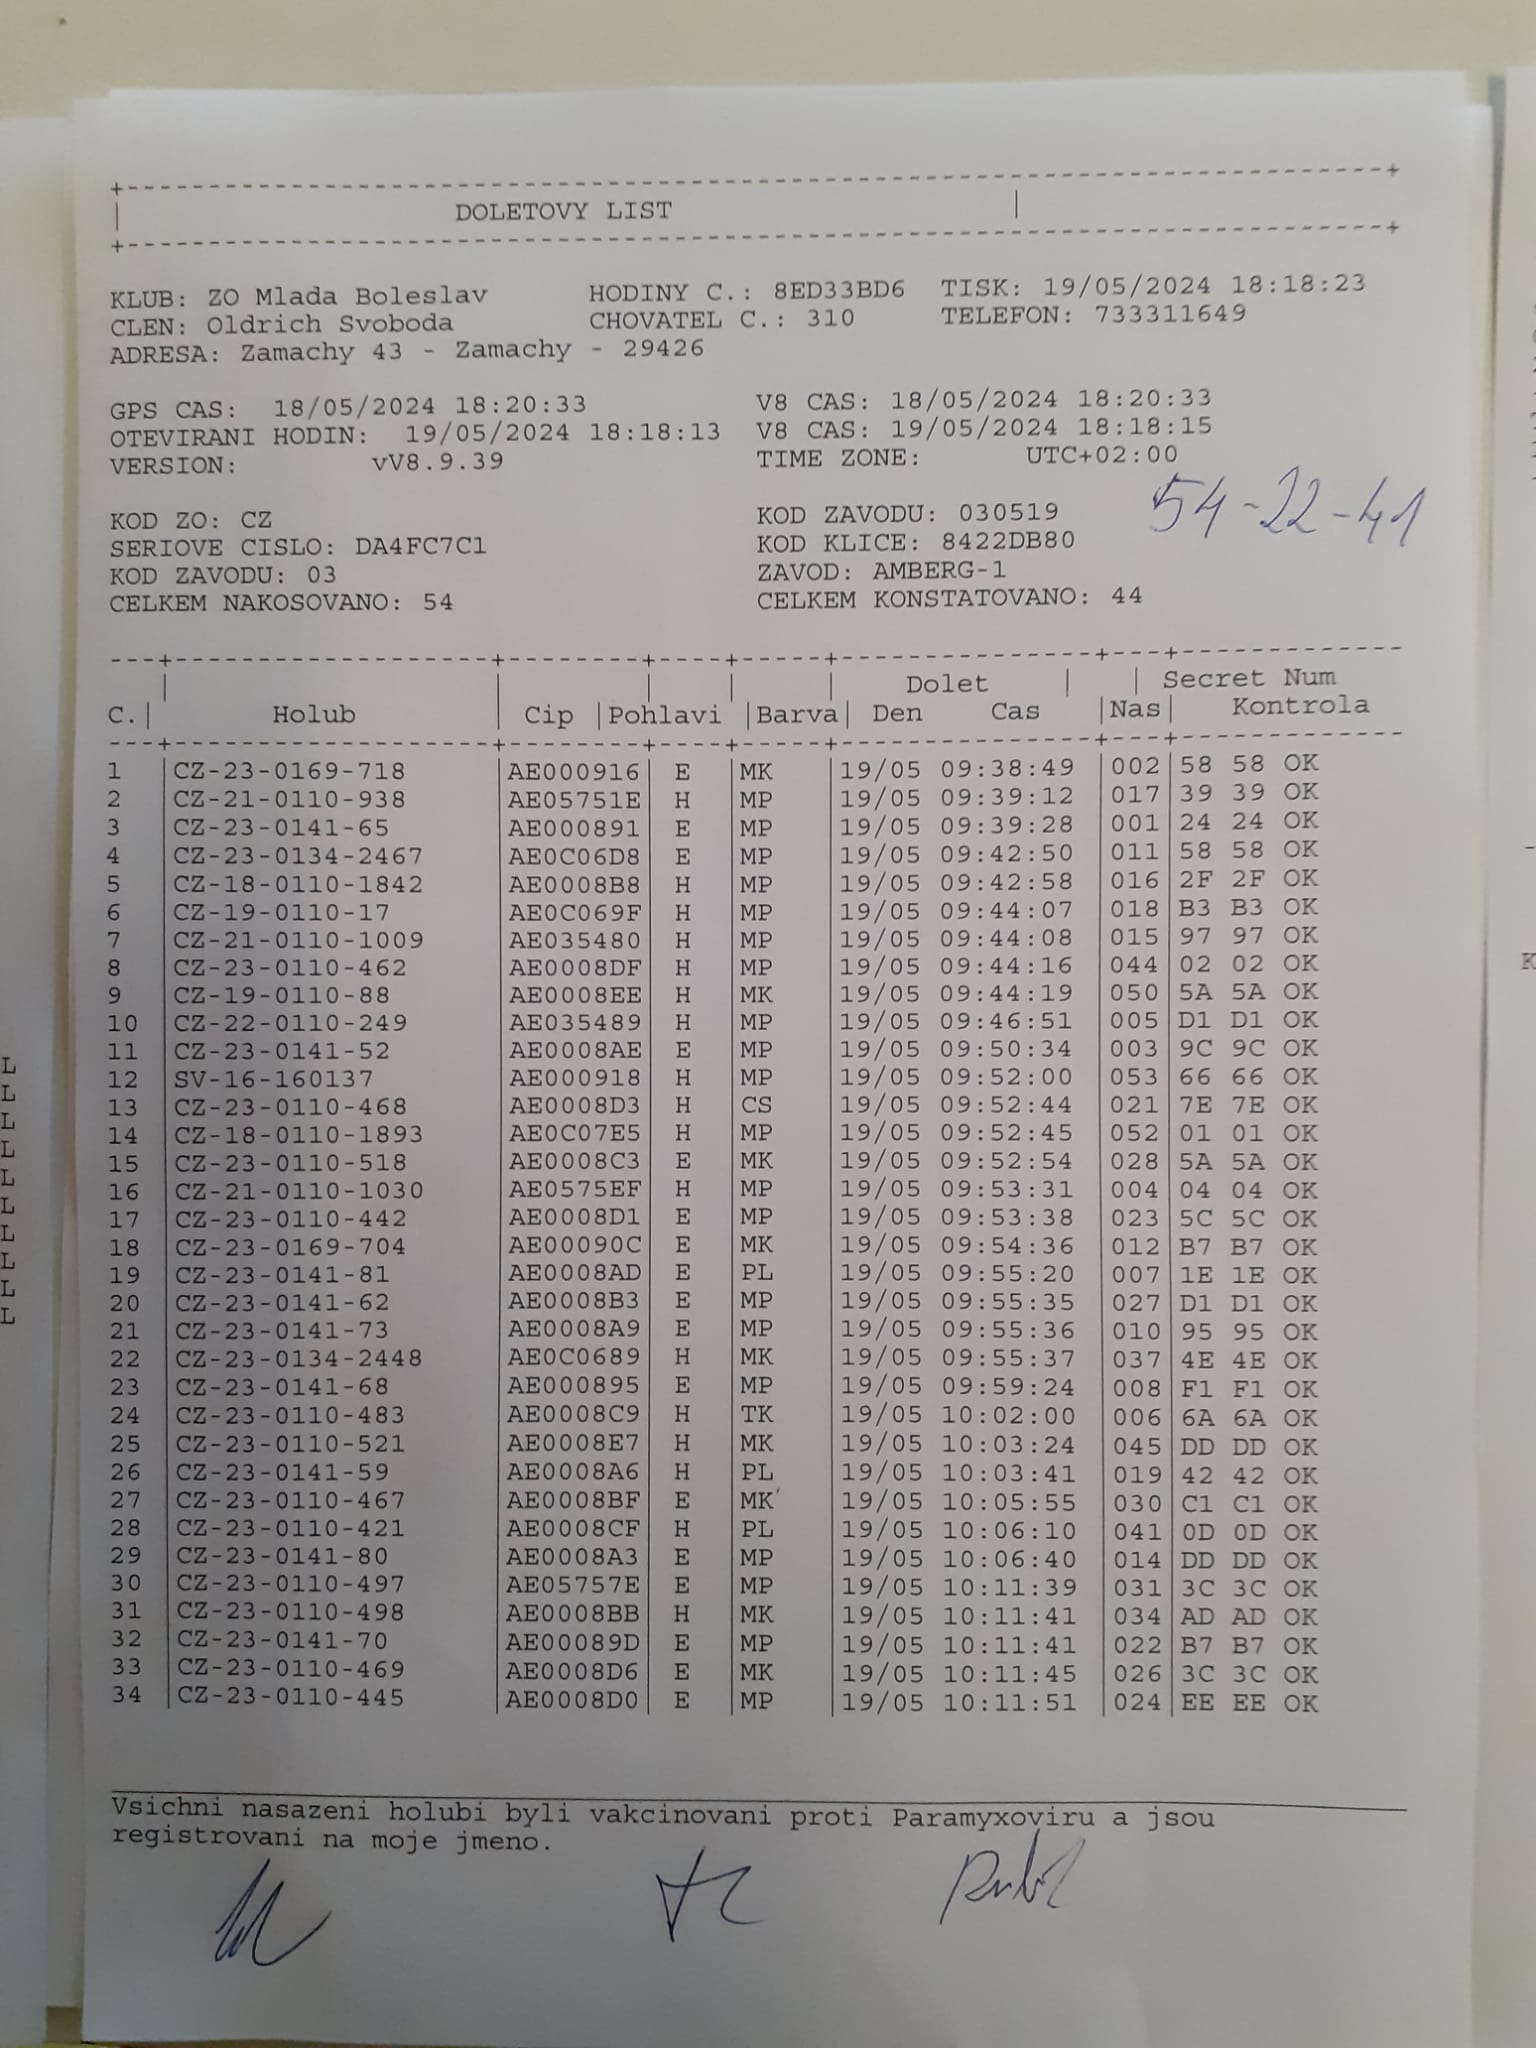 DOLETOVY LIST
KLUB: ZO Mlada Boleslav HODINY C.: 8ED33BD6 TISK: 19/05/2024 18:18:23
CLEN: Oldrich Svoboda CHOVATEL C.: 310 TELEFON: 733311649
ADRESA: Zamachy 43 - Zamachy - 29426
GPS CAS: 18/05/2024 18:20:33 V8 CAS: 18/05/2024 18:20:33
OTEVIRANI HODIN: 19/05/2024 18:18:13 V8 CAS: 19/05/2024 18:18:15
VERSION: vV8.9.39 TIME ZONE: UTC+02:00
54-22-41
KOD ZO: CZ KOD ZAVODU: 030519
SERIOVE CISLO: DA4FC7C1 KOD KLICE: 8422DB80
KOD ZAVODU: 03 ZAVOD: AMBERG-1
CELKEM NAKOSOVANO: 54 CELKEM KONSTATOVANO: 44
Dolet | | Secret Num
C.| Holub | Cip |Pohlavi |Barva| Den Cas |Nas| Kontrola
1 |CZ-23-0169-718 |AE000916| E |MK |19/05 09:38:49 |002|58 58 OK
2 |CZ-21-0110-938 |AE05751E| H |MP |19/05 09:39:12 |017|39 39 OK
3 |CZ-23-0141-65 |AE000891| E |MP |19/05 09:39:28 |001|24 24 OK
4 |CZ-23-0134-2467 |AE0C06D8| E |MP |19/05 09:42:50 |011|58 58 OK
5 |CZ-18-0110-1842 |AE0008B8| H |MP |19/05 09:42:58 |016|2F 2F OK
6 |CZ-19-0110-17 |AE0C069F| H |MP |19/05 09:44:07 |018|B3 B3 OK
7 |CZ-21-0110-1009 |AE035480| H |MP |19/05 09:44:08 |015|97 97 OK
8 |CZ-23-0110-462 |AE0008DF| H |MP |19/05 09:44:16 |044|02 02 OK
9 |CZ-19-0110-88 |AE0008EE| H |MK |19/05 09:44:19 |050|5A 5A OK
10 |CZ-22-0110-249 |AE035489| H |MP |19/05 09:46:51 |005|D1 D1 OK
11 |CZ-23-0141-52 |AE0008AE| E |MP |19/05 09:50:34 |003|9C 9C OK
12 |SV-16-160137 |AE000918| H |MP |19/05 09:52:00 |053|66 66 OK
13 |CZ-23-0110-468 |AE0008D3| H |CS |19/05 09:52:44 |021|7E 7E OK
14 |CZ-18-0110-1893 |AE0C07E5| H |MP |19/05 09:52:45 |052|01 01 OK
15 |CZ-23-0110-518 |AE0008C3| E |MK |19/05 09:52:54 |028|5A 5A OK
16 |CZ-21-0110-1030 |AE0575EF| H |MP |19/05 09:53:31 |004|04 04 OK
17 |CZ-23-0110-442 |AE0008D1| E |MP |19/05 09:53:38 |023|5C 5C OK
18 |CZ-23-0169-704 |AE00090C| E |MK |19/05 09:54:36 |012|B7 B7 OK
19 |CZ-23-0141-81 |AE0008AD| E |PL |19/05 09:55:20 |007|1E 1E OK
20 |CZ-23-0141-62 |AE0008B3| E |MP |19/05 09:55:35 |027|D1 D1 OK
21 |CZ-23-0141-73 |AE0008A9| E |MP |19/05 09:55:36 |010|95 95 OK
22 |CZ-23-0134-2448 |AE0C0689| H |MK |19/05 09:55:37 |037|4E 4E OK
23 |CZ-23-0141-68 |AE000895| E |MP |19/05 09:59:24 |008|F1 F1 OK
24 |CZ-23-0110-483 |AE0008C9| H |TK |19/05 10:02:00 |006|6A 6A OK
25 |CZ-23-0110-521 |AE0008E7| H |MK |19/05 10:03:24 |045|DD DD OK
26 |CZ-23-0141-59 |AE0008A6| H |PL |19/05 10:03:41 |019|42 42 OK
27 |CZ-23-0110-467 |AE0008BF| E |MK |19/05 10:05:55 |030|C1 C1 OK
28 |CZ-23-0110-421 |AE0008CF| H |PL |19/05 10:06:10 |041|0D 0D OK
29 |CZ-23-0141-80 |AE0008A3| E |MP |19/05 10:06:40 |014|DD DD OK
30 |CZ-23-0110-497 |AE05757E| E |MP |19/05 10:11:39 |031|3C 3C OK
31 |CZ-23-0110-498 |AE0008BB| H |MK |19/05 10:11:41 |034|AD AD OK
32 |CZ-23-0141-70 |AE00089D| E |MP |19/05 10:11:41 |022|B7 B7 OK
33 |CZ-23-0110-469 |AE0008D6| E |MK |19/05 10:11:45 |026|3C 3C OK
34 |CZ-23-0110-445 |AE0008D0| E |MP |19/05 10:11:51 |024|EE EE OK
Vsichni nasazeni holubi byli vakcinovani proti Paramyxoviru a jsou
registrovani na moje jmeno.